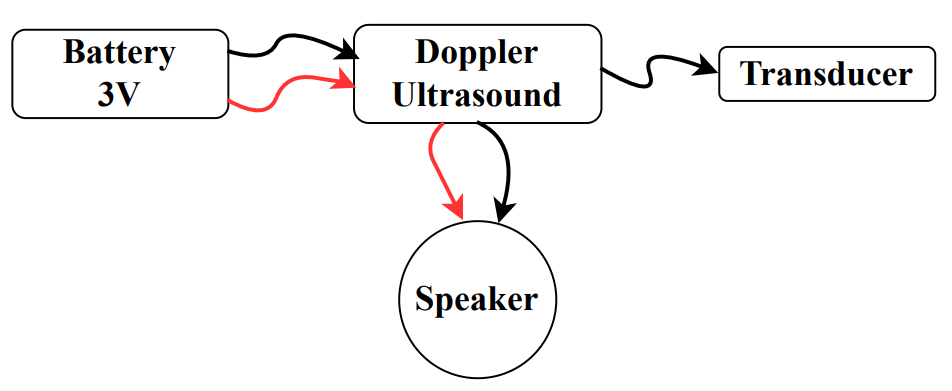 Battery
3V
Doppler
Ultrasound
Transducer
Speaker